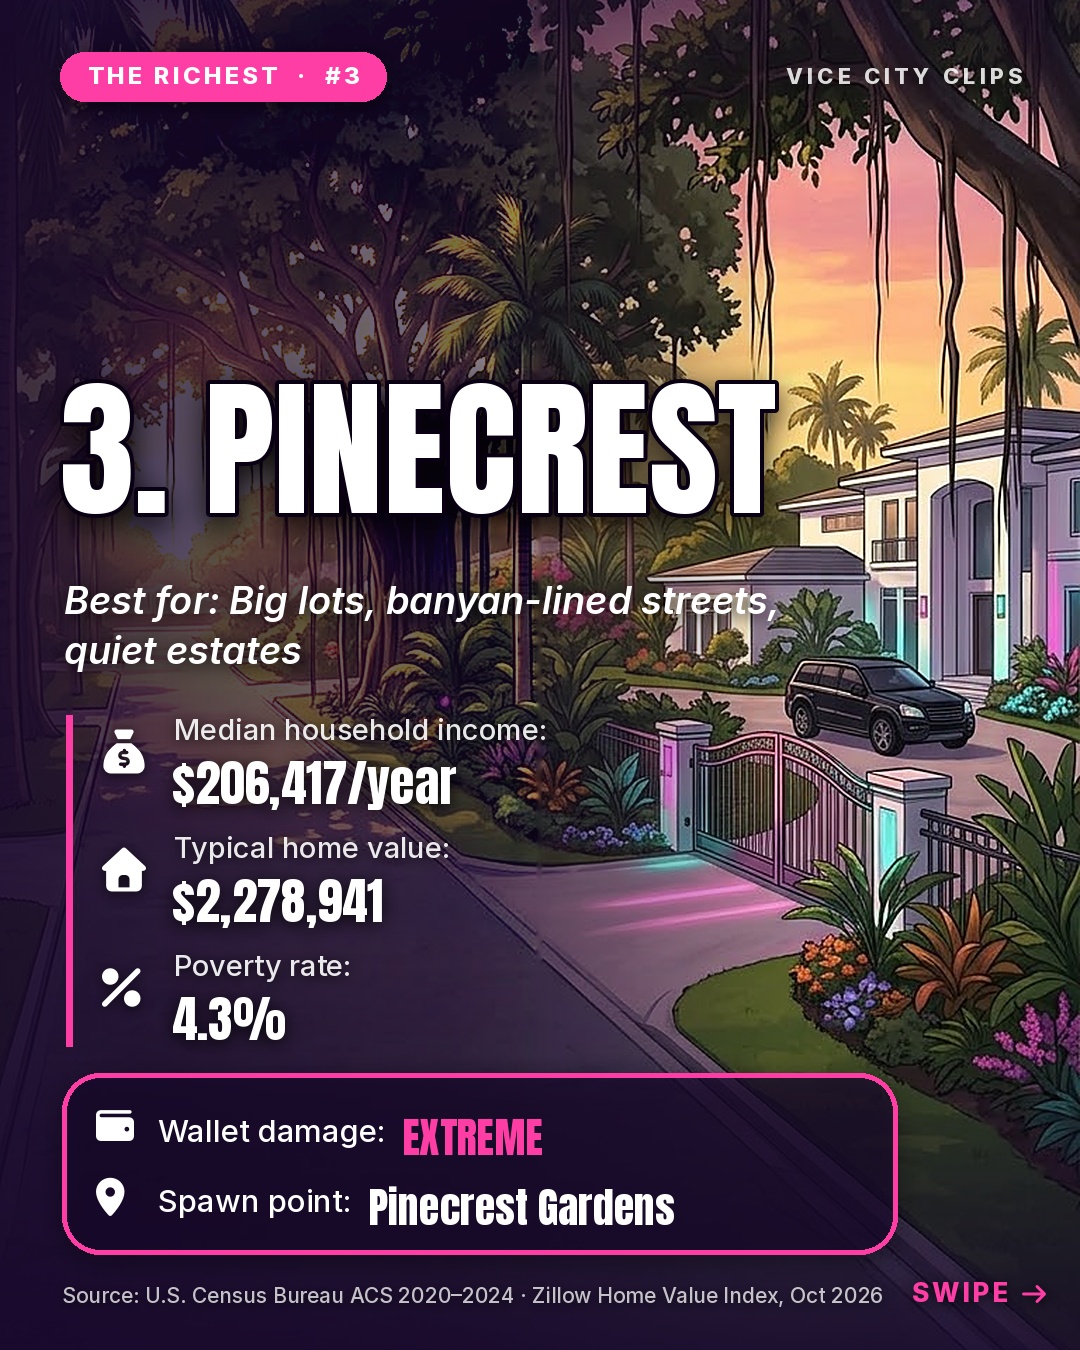 THE RICHEST · #3
VICE CITY CLIPS
3. PINECREST
Best for: Big lots, banyan-lined streets,
quiet estates
Median household income:
$206,417/year
Typical home value:
$2,278,941
Poverty rate:
4.3%
Wallet damage: EXTREME
Spawn point: Pinecrest Gardens
Source: U.S. Census Bureau ACS 2020–2024 · Zillow Home Value Index, Oct 2026
SWIPE →